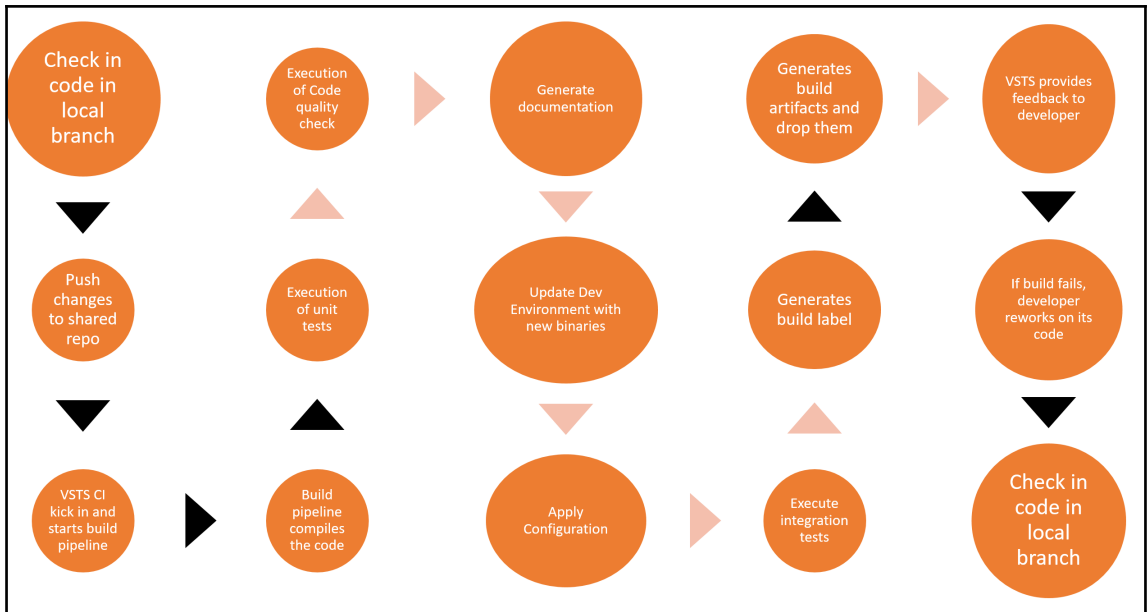 Check in
code in
local
branch
Push
changes
to shared
repo
VSTS CI
kick in and
starts build
pipeline
Build
pipeline
compiles
the code
Execution
of unit
tests
Execution
of Code
quality
check
Generate
documentation
Update Dev
Environment with
new binaries
Apply
Configuration
Execute
integration
tests
Generates
build label
Generates
build
artifacts and
drop them
VSTS provides
feedback to
developer
If build fails,
developer
reworks on its
code
Check in
code in
local
branch